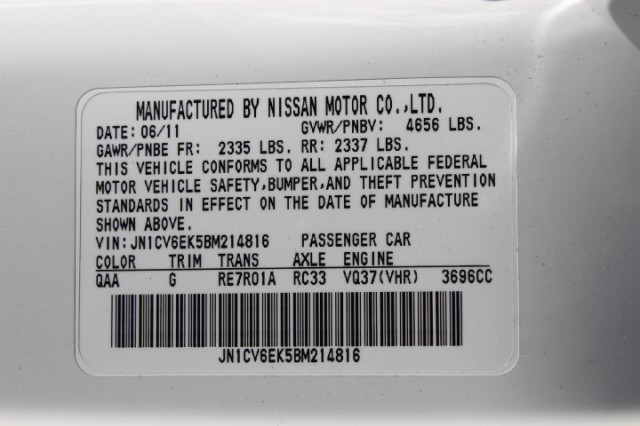 MANUFACTURED BY NISSAN MOTOR CO.,LTD.
DATE: 06/11 GVWR/PNBV: 4656 LBS.
GAWR/PNBE FR: 2335 LBS. RR: 2337 LBS.
THIS VEHICLE CONFORMS TO ALL APPLICABLE FEDERAL
MOTOR VEHICLE SAFETY,BUMPER,AND THEFT PREVENTION
STANDARDS IN EFFECT ON THE DATE OF MANUFACTURE
SHOWN ABOVE.
VIN:JN1CV6EK5BM214816 PASSENGER CAR
COLOR TRIM TRANS AXLE ENGINE
QAA G RE7R01A RC33 VQ37(VHR) 3696CC
JN1CV6EK5BM214816